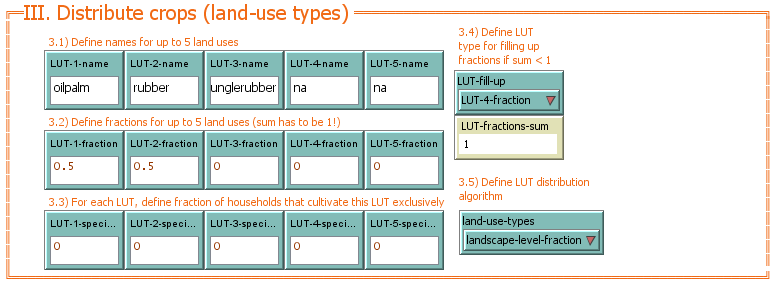 III. Distribute crops (land-use types)
3.1) Define names for up to 5 land uses
LUT-1-name LUT-2-name LUT-3-name LUT-4-name LUT-5-name
oilpalm rubber unglerubber na na
3.2) Define fractions for up to 5 land uses (sum has to be 1!)
LUT-1-fraction LUT-2-fraction LUT-3-fraction LUT-4-fraction LUT-5-fraction
0.5 0.5 0 0 0
3.3) For each LUT, define fraction of households that cultivate this LUT exclusively
LUT-1-speci... LUT-2-speci... LUT-3-speci... LUT-4-speci... LUT-5-speci...
0 0 0 0 0
3.4) Define LUT
type for filling up
fractions if sum < 1
LUT-fill-up
LUT-4-fraction
LUT-fractions-sum
1
3.5) Define LUT distribution
algorithm
land-use-types
landscape-level-fraction